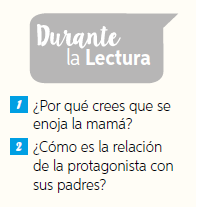 Durante
la Lectura
1 ¿Por qué crees que se
enoja la mamá?
2 ¿Cómo es la relación
de la protagonista con
sus padres?